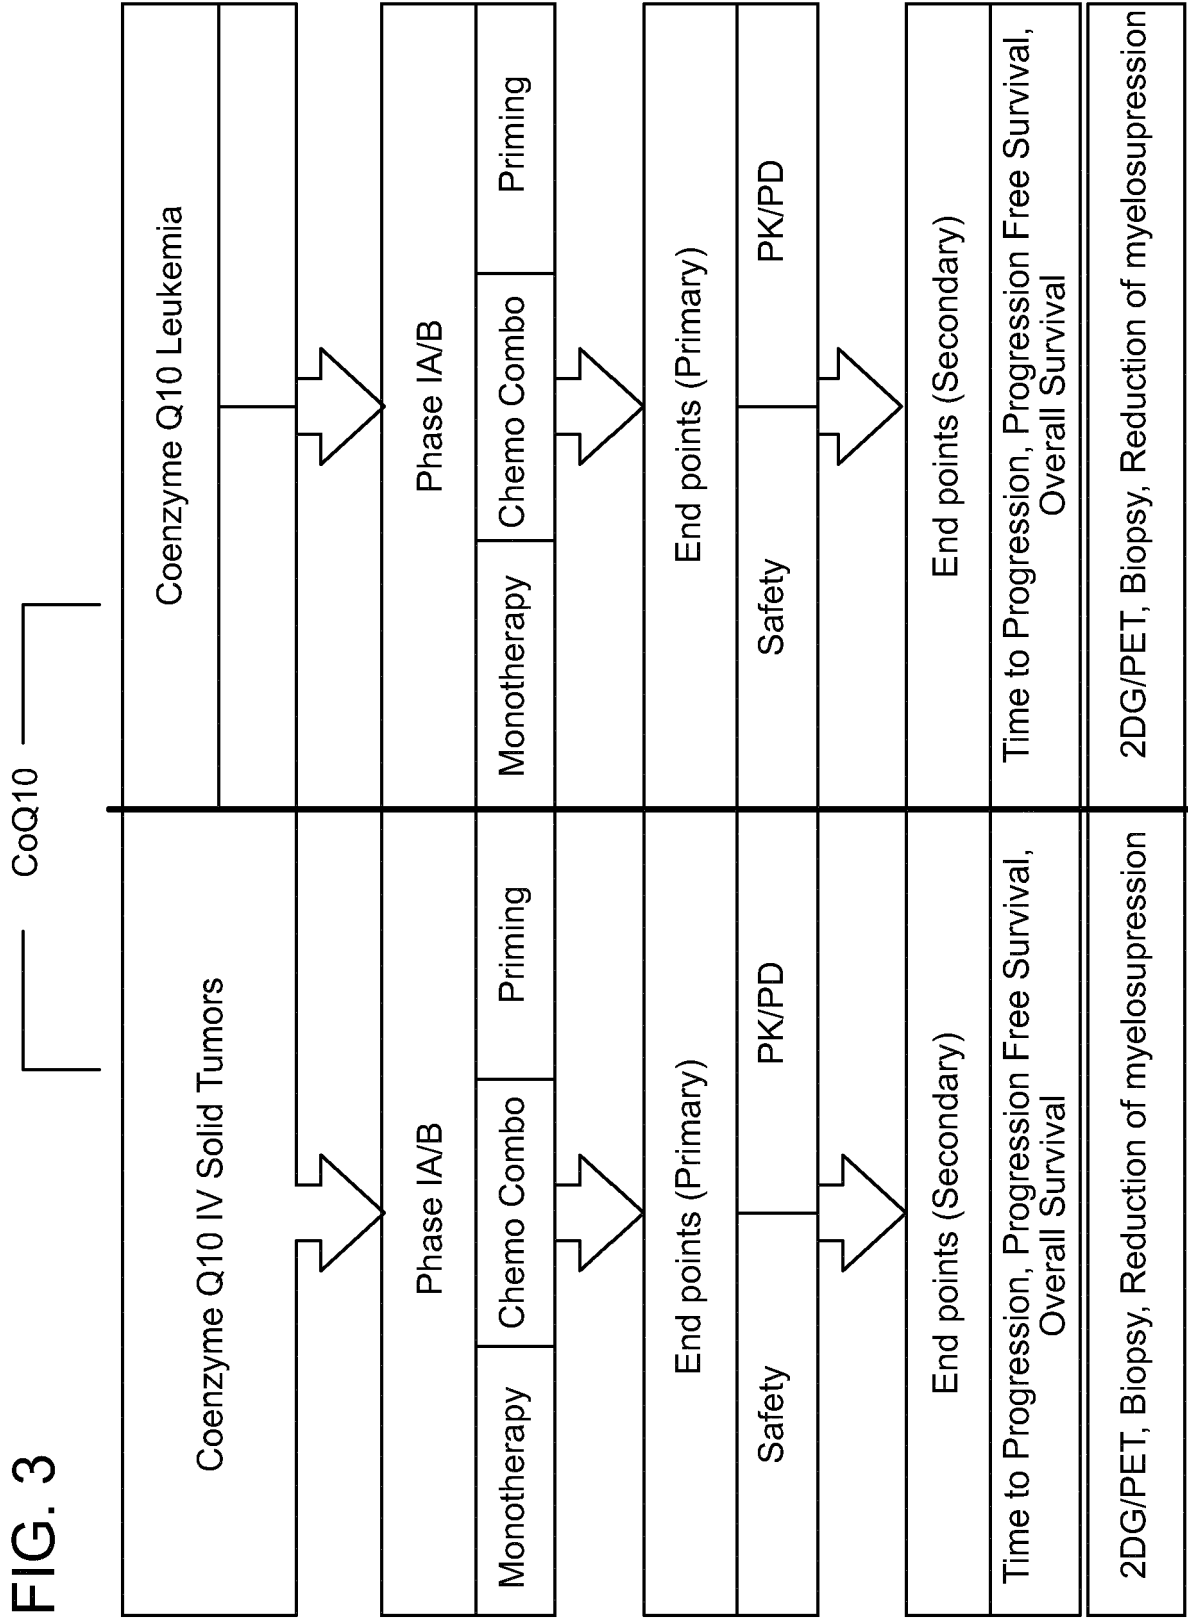 FIG. 3
CoQ10
Coenzyme Q10 IV Solid Tumors
Coenzyme Q10 Leukemia
Phase IA/B
Phase IA/B
Monotherapy
Chemo Combo
Priming
Monotherapy
Chemo Combo
Priming
End points (Primary)
End points (Primary)
Safety
PK/PD
Safety
PK/PD
End points (Secondary)
End points (Secondary)
Time to Progression, Progression Free Survival,
Overall Survival
Time to Progression, Progression Free Survival,
Overall Survival
2DG/PET, Biopsy, Reduction of myelosupression
2DG/PET, Biopsy, Reduction of myelosupression